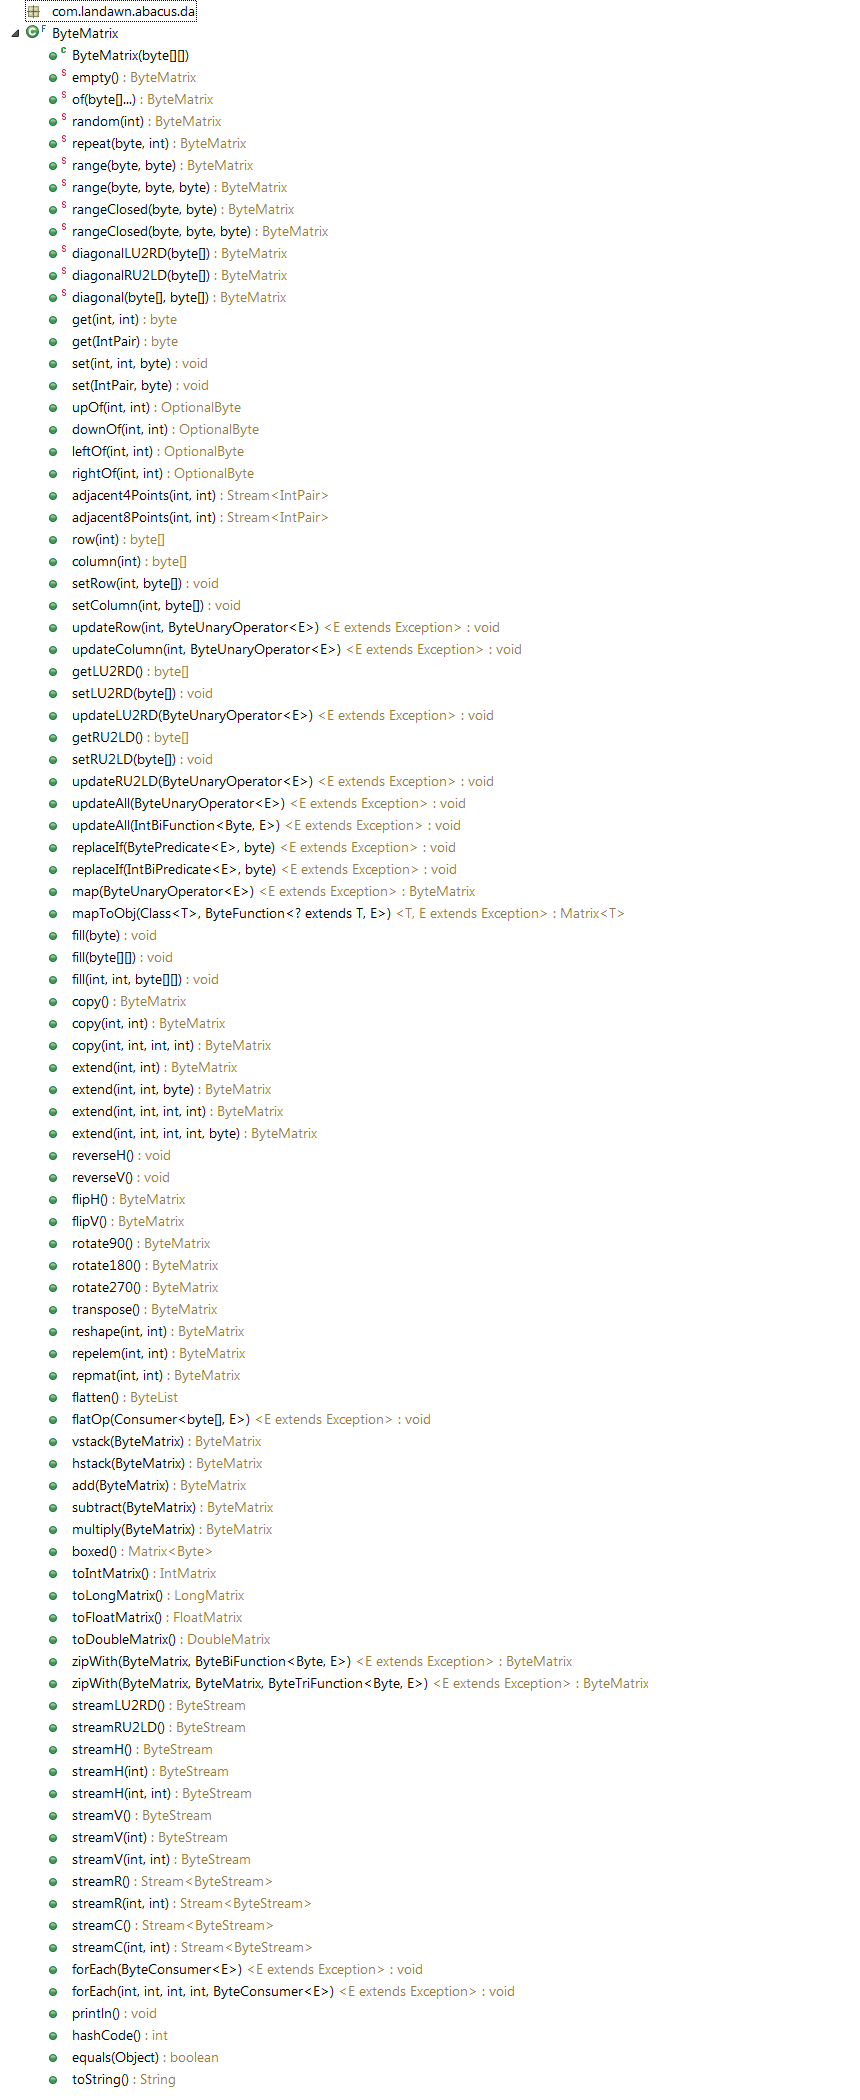 com.landawn.abacus.da
C F ByteMatrix
C ByteMatrix(byte[][])
S empty() : ByteMatrix
S of(byte[]...) : ByteMatrix
S random(int) : ByteMatrix
S repeat(byte, int) : ByteMatrix
S range(byte, byte) : ByteMatrix
S range(byte, byte, byte) : ByteMatrix
S rangeClosed(byte, byte) : ByteMatrix
S rangeClosed(byte, byte, byte) : ByteMatrix
S diagonalLU2RD(byte[]) : ByteMatrix
S diagonalRU2LD(byte[]) : ByteMatrix
S diagonal(byte[], byte[]) : ByteMatrix
get(int, int) : byte
get(IntPair) : byte
set(int, int, byte) : void
set(IntPair, byte) : void
upOf(int, int) : OptionalByte
downOf(int, int) : OptionalByte
leftOf(int, int) : OptionalByte
rightOf(int, int) : OptionalByte
adjacent4Points(int, int) : Stream<IntPair>
adjacent8Points(int, int) : Stream<IntPair>
row(int) : byte[]
column(int) : byte[]
setRow(int, byte[]) : void
setColumn(int, byte[]) : void
updateRow(int, ByteUnaryOperator<E>) <E extends Exception> : void
updateColumn(int, ByteUnaryOperator<E>) <E extends Exception> : void
getLU2RD() : byte[]
setLU2RD(byte[]) : void
updateLU2RD(ByteUnaryOperator<E>) <E extends Exception> : void
getRU2LD() : byte[]
setRU2LD(byte[]) : void
updateRU2LD(ByteUnaryOperator<E>) <E extends Exception> : void
updateAll(ByteUnaryOperator<E>) <E extends Exception> : void
updateAll(IntBiFunction<Byte, E>) <E extends Exception> : void
replaceIf(BytePredicate<E>, byte) <E extends Exception> : void
replaceIf(IntBiPredicate<E>, byte) <E extends Exception> : void
map(ByteUnaryOperator<E>) <E extends Exception> : ByteMatrix
mapToObj(Class<T>, ByteFunction<? extends T, E>) <T, E extends Exception> : Matrix<T>
fill(byte) : void
fill(byte[][]) : void
fill(int, int, byte[][]) : void
copy() : ByteMatrix
copy(int, int) : ByteMatrix
copy(int, int, int, int) : ByteMatrix
extend(int, int) : ByteMatrix
extend(int, int, byte) : ByteMatrix
extend(int, int, int, int) : ByteMatrix
extend(int, int, int, int, byte) : ByteMatrix
reverseH() : void
reverseV() : void
flipH() : ByteMatrix
flipV() : ByteMatrix
rotate90() : ByteMatrix
rotate180() : ByteMatrix
rotate270() : ByteMatrix
transpose() : ByteMatrix
reshape(int, int) : ByteMatrix
repelem(int, int) : ByteMatrix
repmat(int, int) : ByteMatrix
flatten() : ByteList
flatOp(Consumer<byte[], E>) <E extends Exception> : void
vstack(ByteMatrix) : ByteMatrix
hstack(ByteMatrix) : ByteMatrix
add(ByteMatrix) : ByteMatrix
subtract(ByteMatrix) : ByteMatrix
multiply(ByteMatrix) : ByteMatrix
boxed() : Matrix<Byte>
toIntMatrix() : IntMatrix
toLongMatrix() : LongMatrix
toFloatMatrix() : FloatMatrix
toDoubleMatrix() : DoubleMatrix
zipWith(ByteMatrix, ByteBiFunction<Byte, E>) <E extends Exception> : ByteMatrix
zipWith(ByteMatrix, ByteMatrix, ByteTriFunction<Byte, E>) <E extends Exception> : ByteMatrix
streamLU2RD() : ByteStream
streamRU2LD() : ByteStream
streamH() : ByteStream
streamH(int) : ByteStream
streamH(int, int) : ByteStream
streamV() : ByteStream
streamV(int) : ByteStream
streamV(int, int) : ByteStream
streamR() : Stream<ByteStream>
streamR(int, int) : Stream<ByteStream>
streamC() : Stream<ByteStream>
streamC(int, int) : Stream<ByteStream>
forEach(ByteConsumer<E>) <E extends Exception> : void
forEach(int, int, int, int, ByteConsumer<E>) <E extends Exception> : void
println() : void
hashCode() : int
equals(Object) : boolean
toString() : String